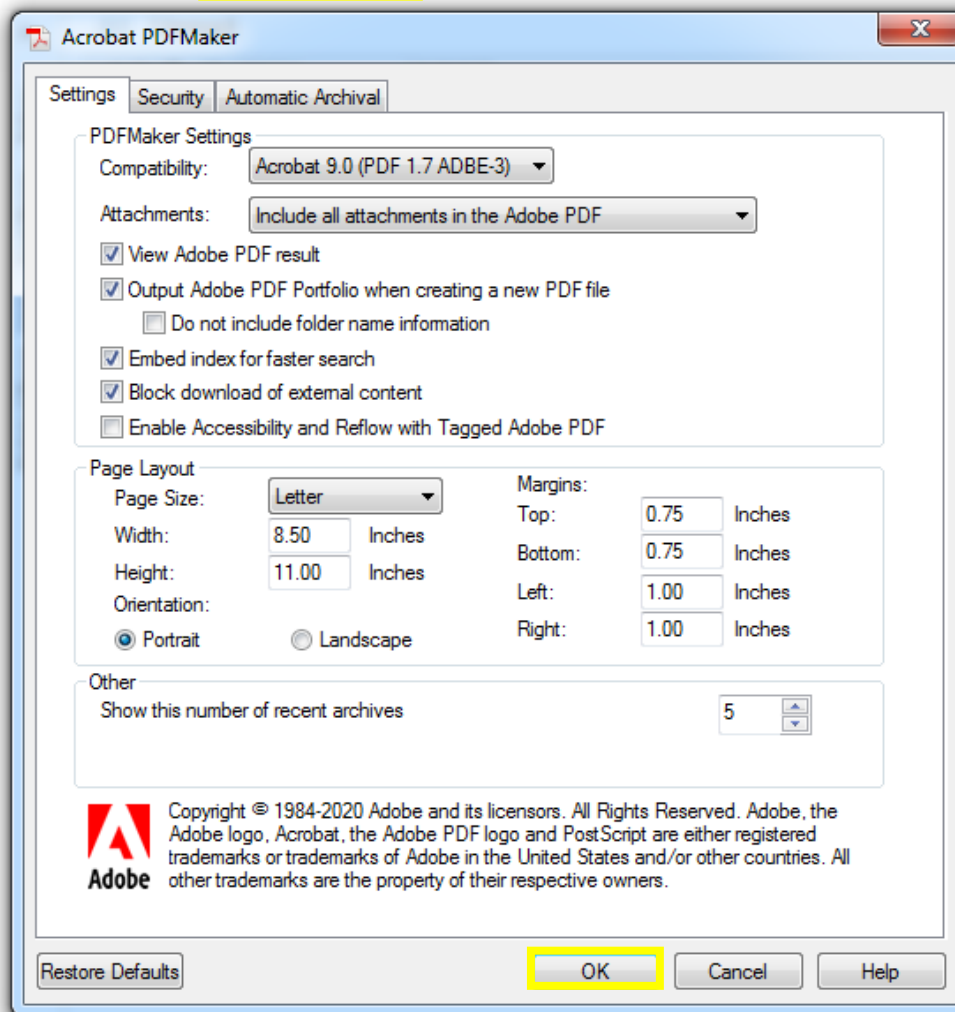 Acrobat PDFMaker
Settings Security Automatic Archival
PDFMaker Settings
Compatibility: Acrobat 9.0 (PDF 1.7 ADBE-3)
Attachments: Include all attachments in the Adobe PDF
View Adobe PDF result
Output Adobe PDF Portfolio when creating a new PDF file
Do not include folder name information
Embed index for faster search
Block download of external content
Enable Accessibility and Reflow with Tagged Adobe PDF
Page Layout
Page Size: Letter
Width: 8.50 Inches
Height: 11.00 Inches
Orientation:
Portrait Landscape
Margins:
Top: 0.75 Inches
Bottom: 0.75 Inches
Left: 1.00 Inches
Right: 1.00 Inches
Other
Show this number of recent archives 5
Copyright © 1984-2020 Adobe and its licensors. All Rights Reserved. Adobe, the
Adobe logo, Acrobat, the Adobe PDF logo and PostScript are either registered
trademarks or trademarks of Adobe in the United States and/or other countries. All
other trademarks are the property of their respective owners.
Adobe
Restore Defaults OK Cancel Help